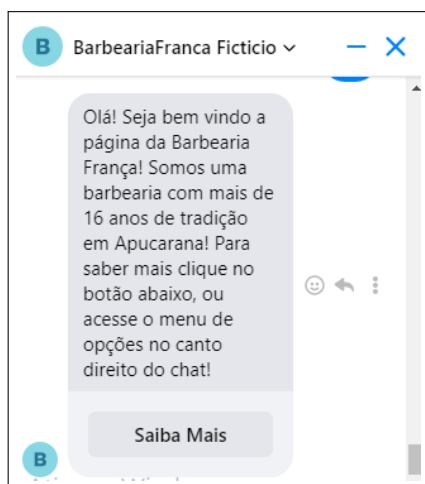 B BarbeariaFranca Ficticio
Olá! Seja bem vindo a
página da Barbearia
França! Somos uma
barbearia com mais de
16 anos de tradição
em Apucarana! Para
saber mais clique no
botão abaixo, ou
acesse o menu de
opções no canto
direito do chat!
Saiba Mais
B